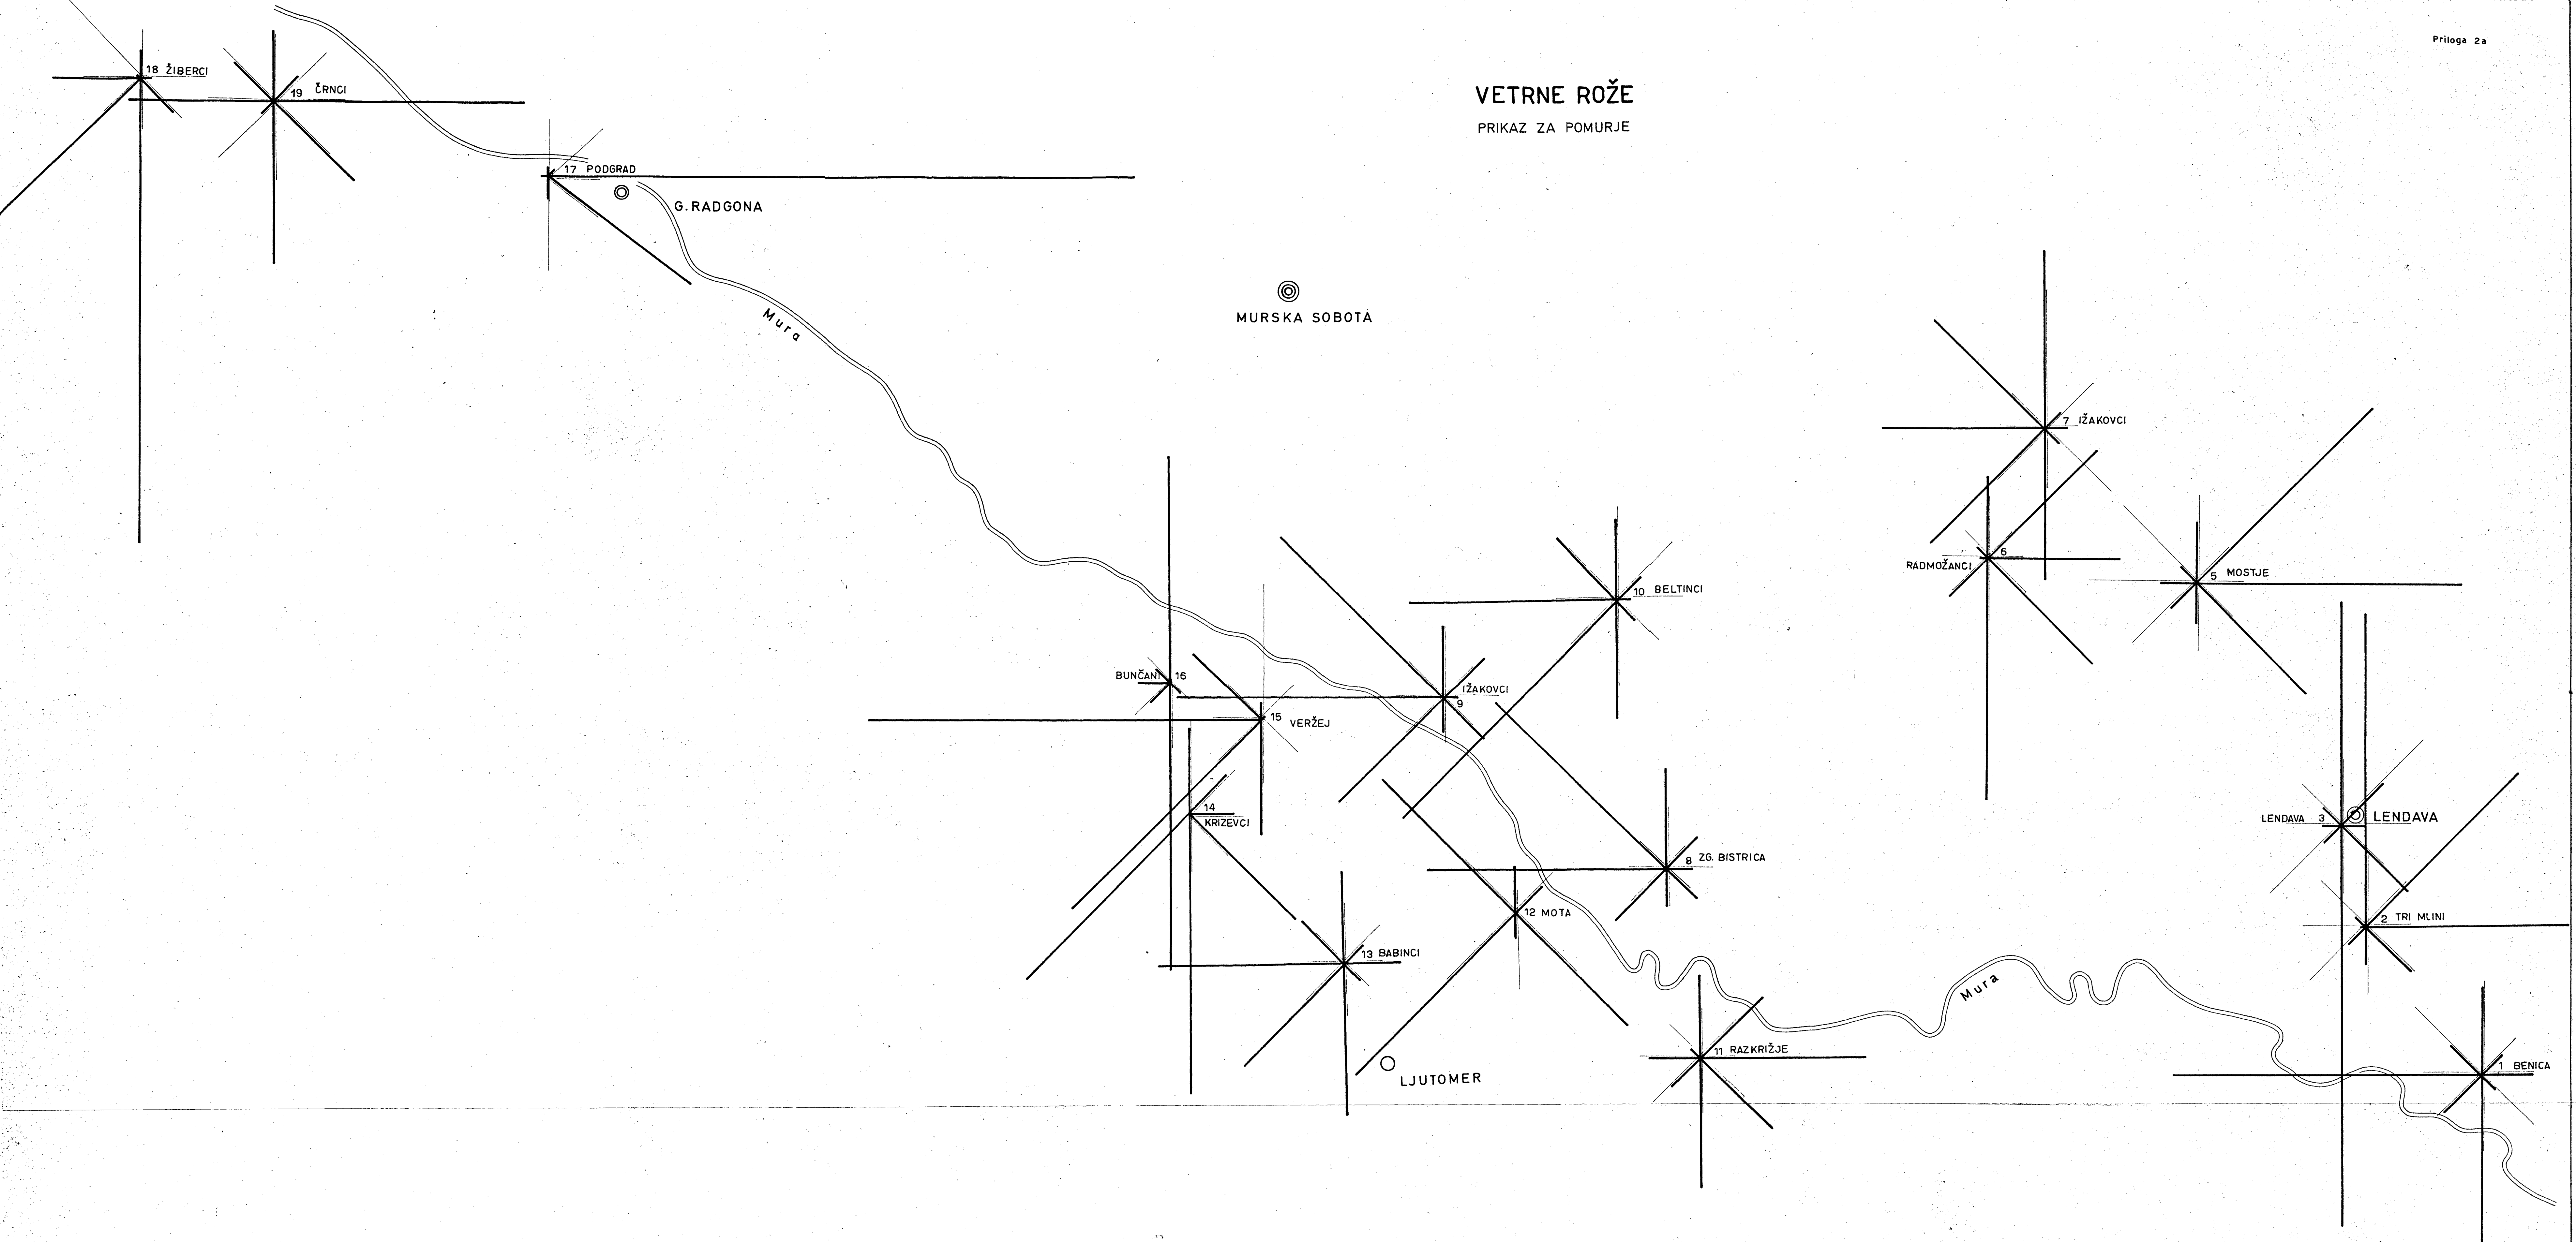 Priloga 2a
VETRNE ROŽE
PRIKAZ ZA POMURJE
18 ŽIBERCI
19 ČRNCI
17 PODGRAD
G. RADGONA
Mura
MURSKA SOBOTA
7 IŽAKOVCI
6
RADMOŽANCI
5 MOSTJE
10 BELTINCI
BUNČANI 16
IŽAKOVCI
9
15 VERŽEJ
14
KRIZEVCI
LENDAVA 3
LENDAVA
8 ZG. BISTRICA
12 MOTA
2 TRI MLINI
13 BABINCI
Mura
11 RAZKRIŽJE
1 BENICA
LJUTOMER